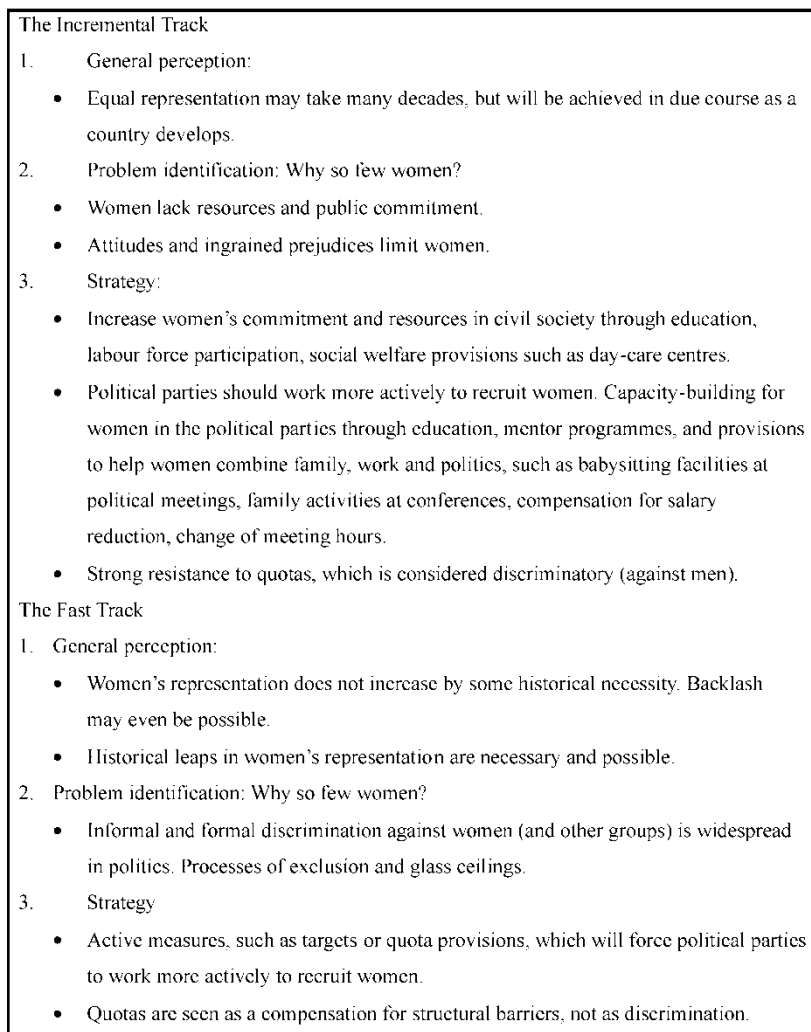 The Incremental Track
1. General perception:
• Equal representation may take many decades, but will be achieved in due course as a
country develops.
2. Problem identification: Why so few women?
• Women lack resources and public commitment.
• Attitudes and ingrained prejudices limit women.
3. Strategy:
• Increase women's commitment and resources in civil society through education,
labour force participation, social welfare provisions such as day-care centres.
• Political parties should work more actively to recruit women. Capacity-building for
women in the political parties through education, mentor programmes, and provisions
to help women combine family, work and politics, such as babysitting facilities at
political meetings, family activities at conferences, compensation for salary
reduction, change of meeting hours.
• Strong resistance to quotas, which is considered discriminatory (against men).
The Fast Track
1. General perception:
• Women's representation does not increase by some historical necessity. Backlash
may even be possible.
• Historical leaps in women's representation are necessary and possible.
2. Problem identification: Why so few women?
• Informal and formal discrimination against women (and other groups) is widespread
in politics. Processes of exclusion and glass ceilings.
3. Strategy
• Active measures, such as targets or quota provisions, which will force political parties
to work more actively to recruit women.
• Quotas are seen as a compensation for structural barriers, not as discrimination.